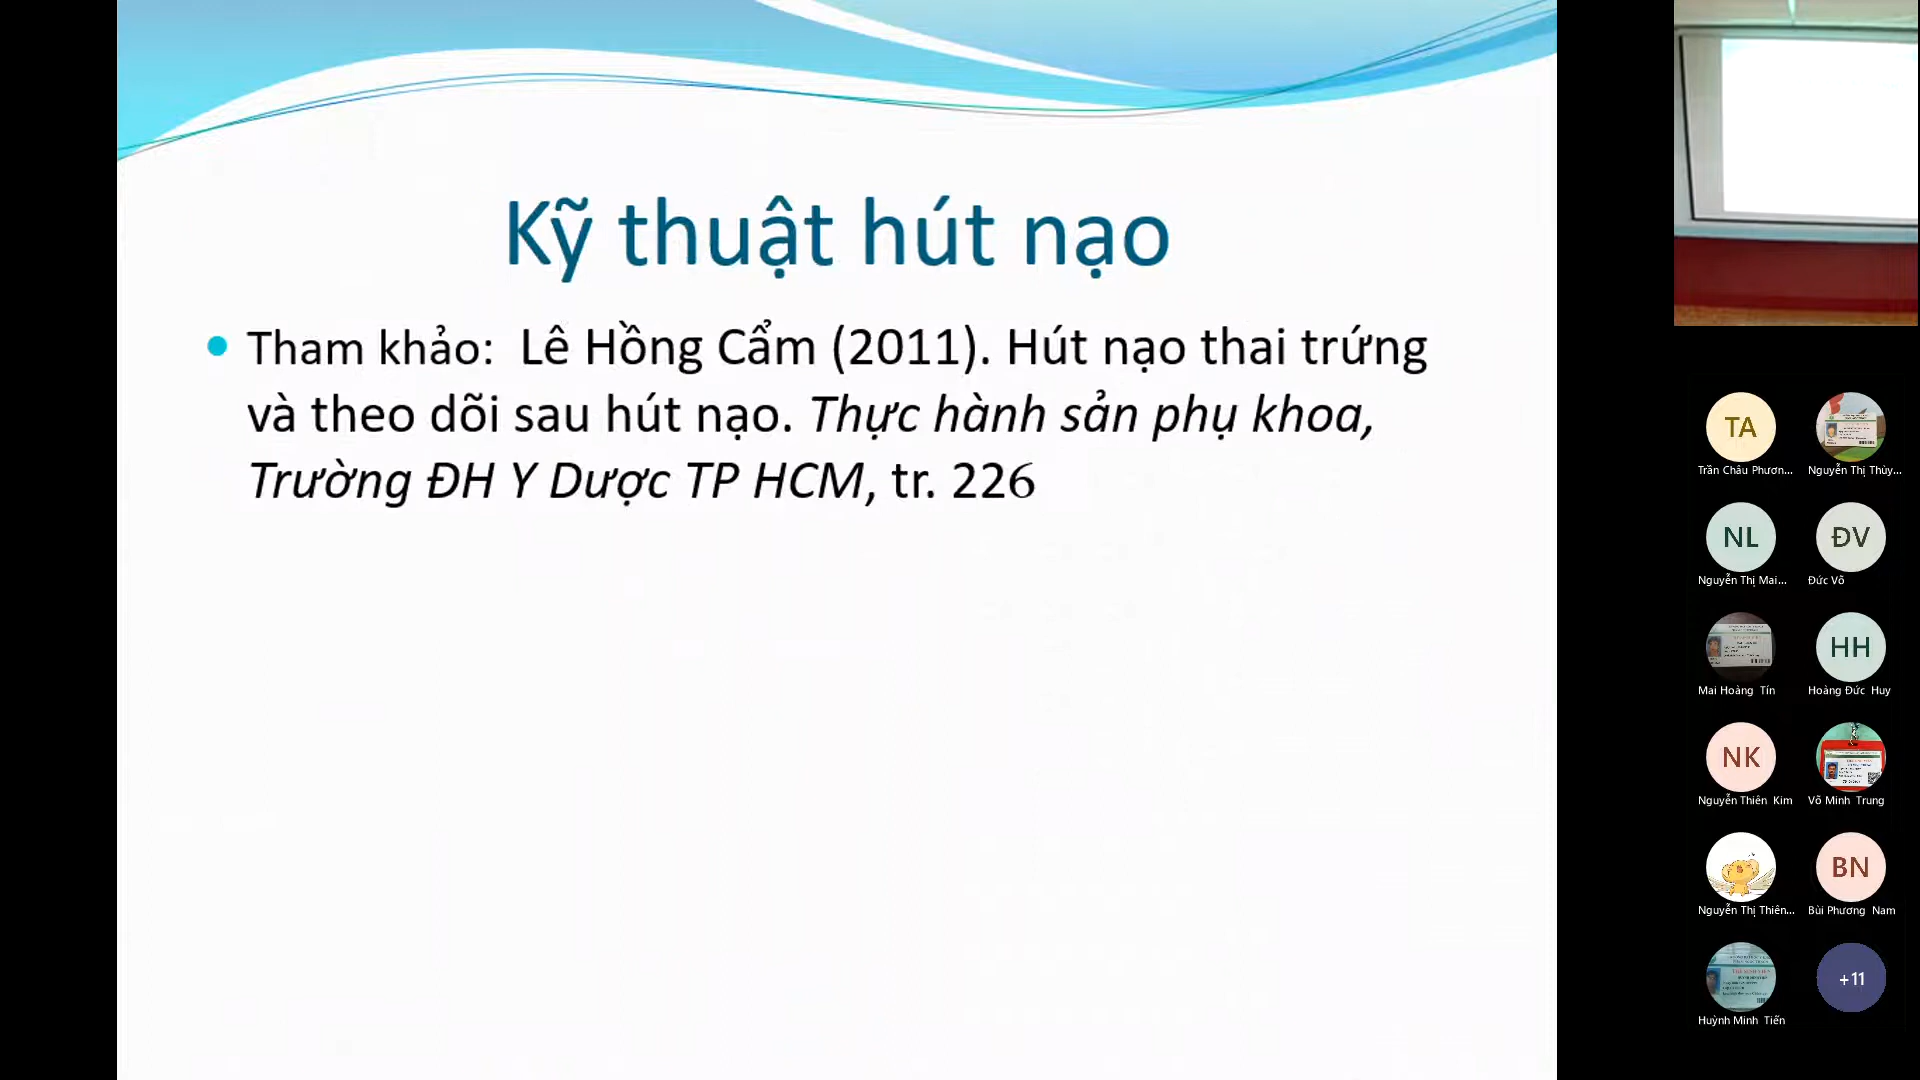 Kỹ thuật hút nạo
Tham khảo: Lê Hồng Cẩm (2011). Hút nạo thai trứng
và theo dõi sau hút nạo. Thực hành sản phụ khoa,
Trường ĐH Y Dược TP HCM, tr. 226
TA
Trần Châu Phươn...
Nguyễn Thị Thùy...
NL
ĐV
Nguyễn Thị Mai...
Đức Võ
HH
Mai Hoàng Tín
Hoàng Đức Huy
NK
Nguyễn Thiên Kim
Võ Minh Trung
BN
Nguyễn Thị Thiên...
Bùi Phương Nam
+11
Huỳnh Minh Tiến